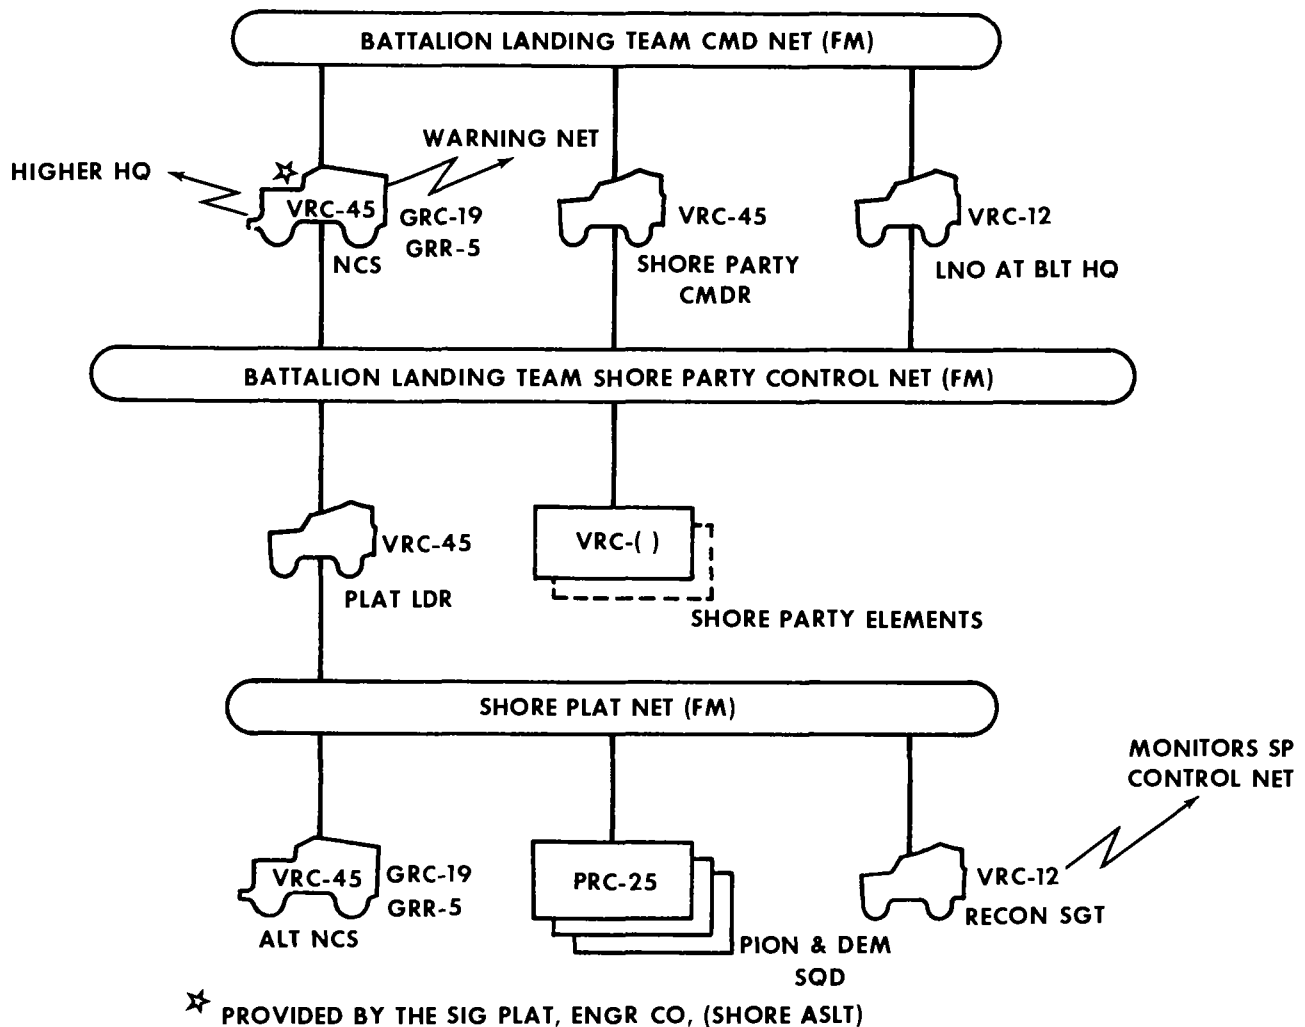 BATTALION LANDING TEAM CMD NET (FM)
WARNING NET
HIGHER HQ
VRC-45
GRC-19
GRR-5
NCS
VRC-45
SHORE PARTY
CMDR
VRC-12
LNO AT BLT HQ
BATTALION LANDING TEAM SHORE PARTY CONTROL NET (FM)
VRC-45
PLAT LDR
VRC-( )
SHORE PARTY ELEMENTS
SHORE PLAT NET (FM)
MONITORS SP
CONTROL NET
VRC-45
GRC-19
GRR-5
ALT NCS
PRC-25
PION & DEM
SQD
VRC-12
RECON SGT
☆ PROVIDED BY THE SIG PLAT, ENGR CO, (SHORE ASLT)